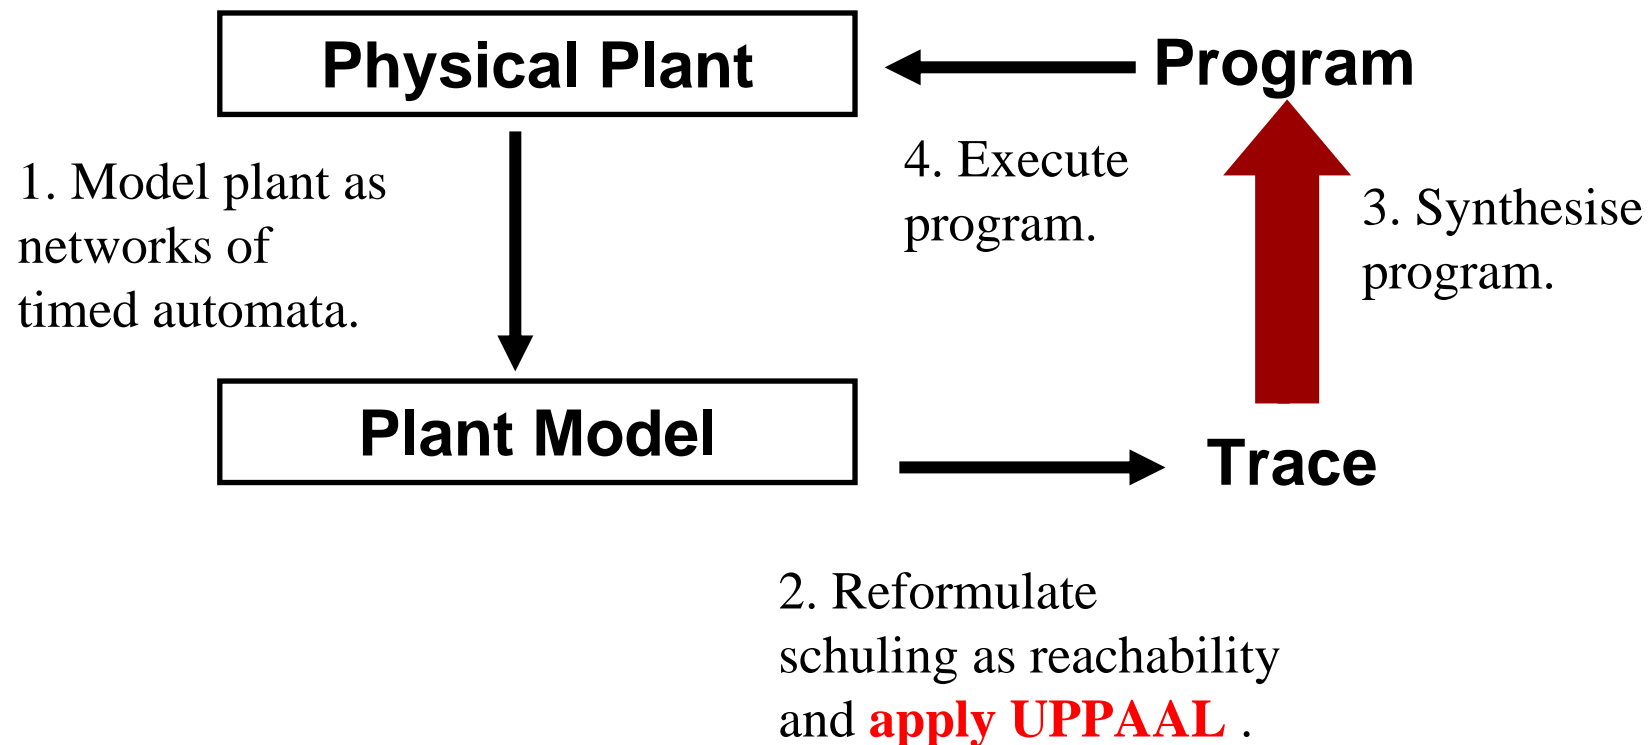 Physical Plant
Program
1. Model plant as
networks of
timed automata.
4. Execute
program.
3. Synthesise
program.
Plant Model
Trace
2. Reformulate
schuling as reachability
and apply UPPAAL .